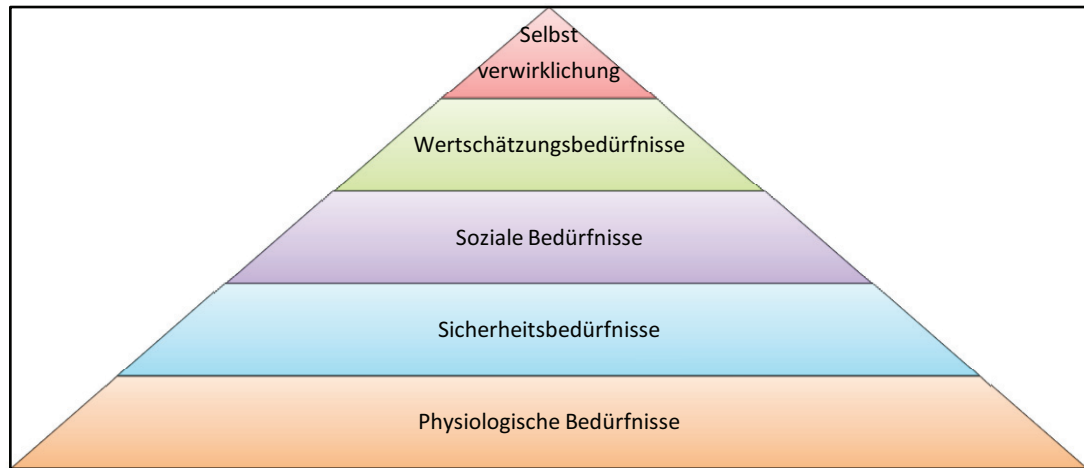 Selbst
verwirklichung
Wertschätzungsbedürfnisse
Soziale Bedürfnisse
Sicherheitsbedürfnisse
Physiologische Bedürfnisse